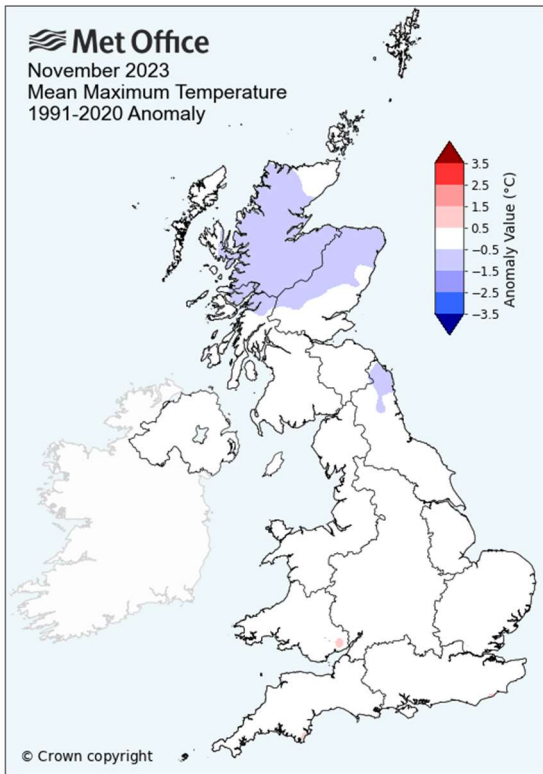 Met Office
November 2023
Mean Maximum Temperature
1991-2020 Anomaly
3.5
2.5
1.5
0.5
−0.5
−1.5
−2.5
−3.5
Anomaly Value (°C)
© Crown copyright